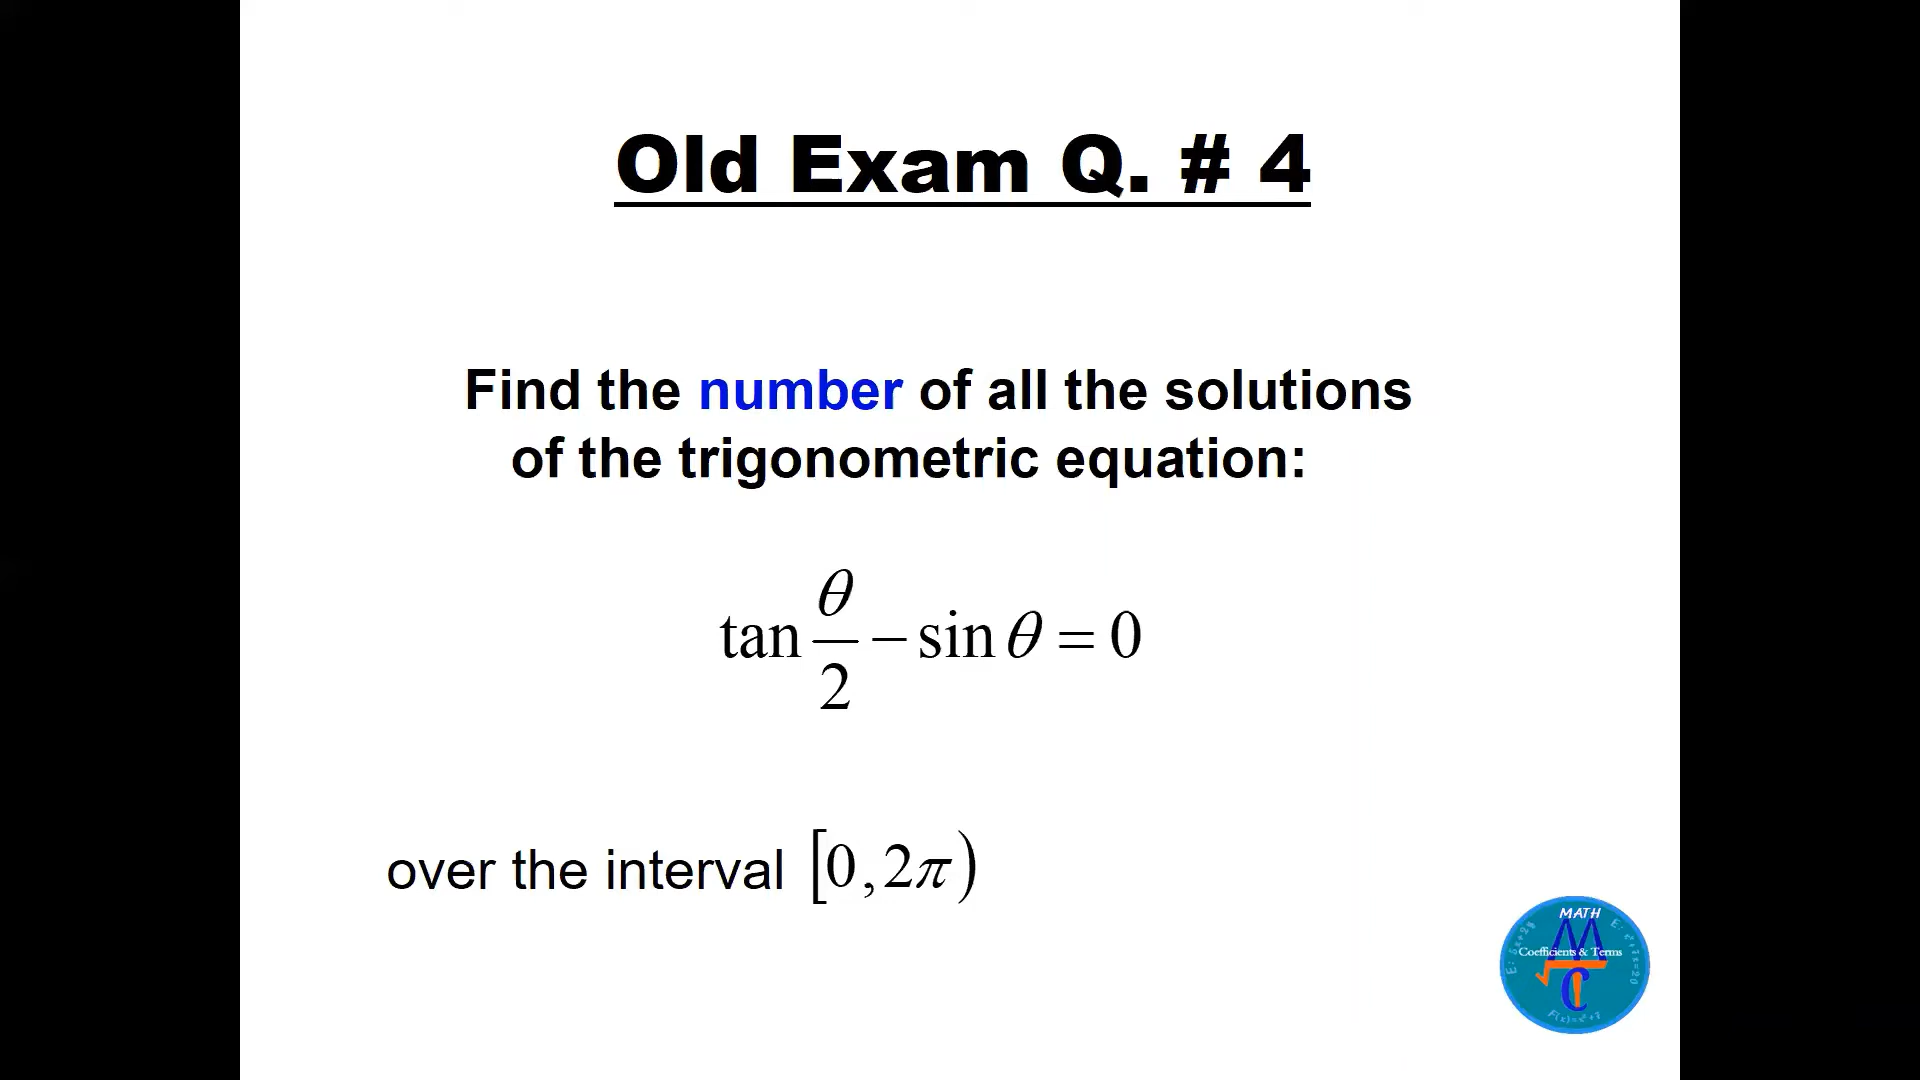 Old Exam Q. # 4
Find the number of all the solutions
of the trigonometric equation:
tan θ/2 − sin θ = 0
over the interval [0, 2π)
MATH
Coefficients & Terms